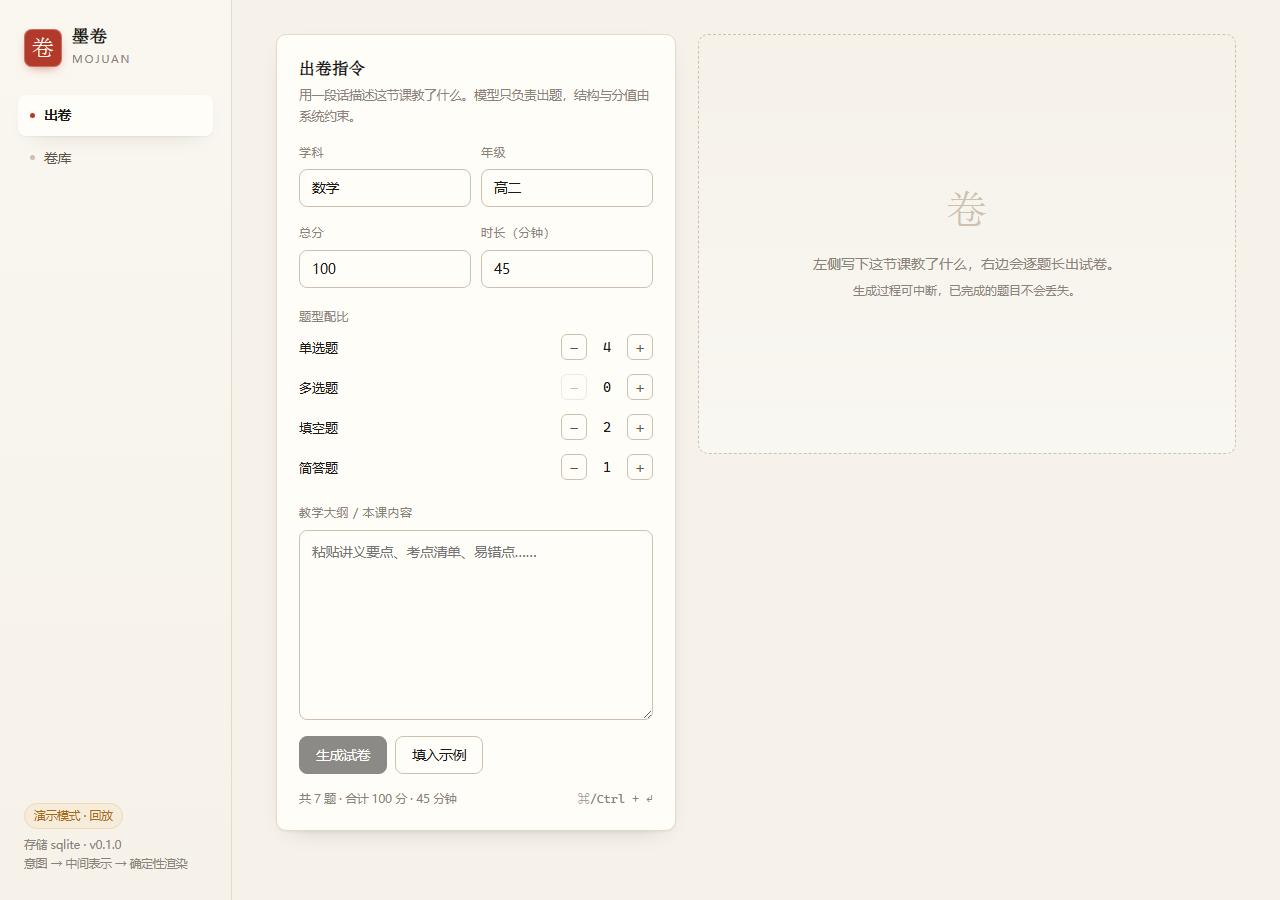 卷
墨卷
MOJUAN
出卷
卷库
演示模式 · 回放
存储 sqlite · v0.1.0
意图 → 中间表示 → 确定性渲染
出卷指令
用一段话描述这节课教了什么。模型只负责出题，结构与分值由
系统约束。
学科
年级
数学
高二
总分
时长（分钟）
100
45
题型配比
单选题
− 4 +
多选题
− 0 +
填空题
− 2 +
简答题
− 1 +
教学大纲 / 本课内容
粘贴讲义要点、考点清单、易错点……
生成试卷
填入示例
共 7 题 · 合计 100 分 · 45 分钟
⌘/Ctrl + ↵
卷
左侧写下这节课教了什么，右边会逐题长出试卷。
生成过程可中断，已完成的题目不会丢失。